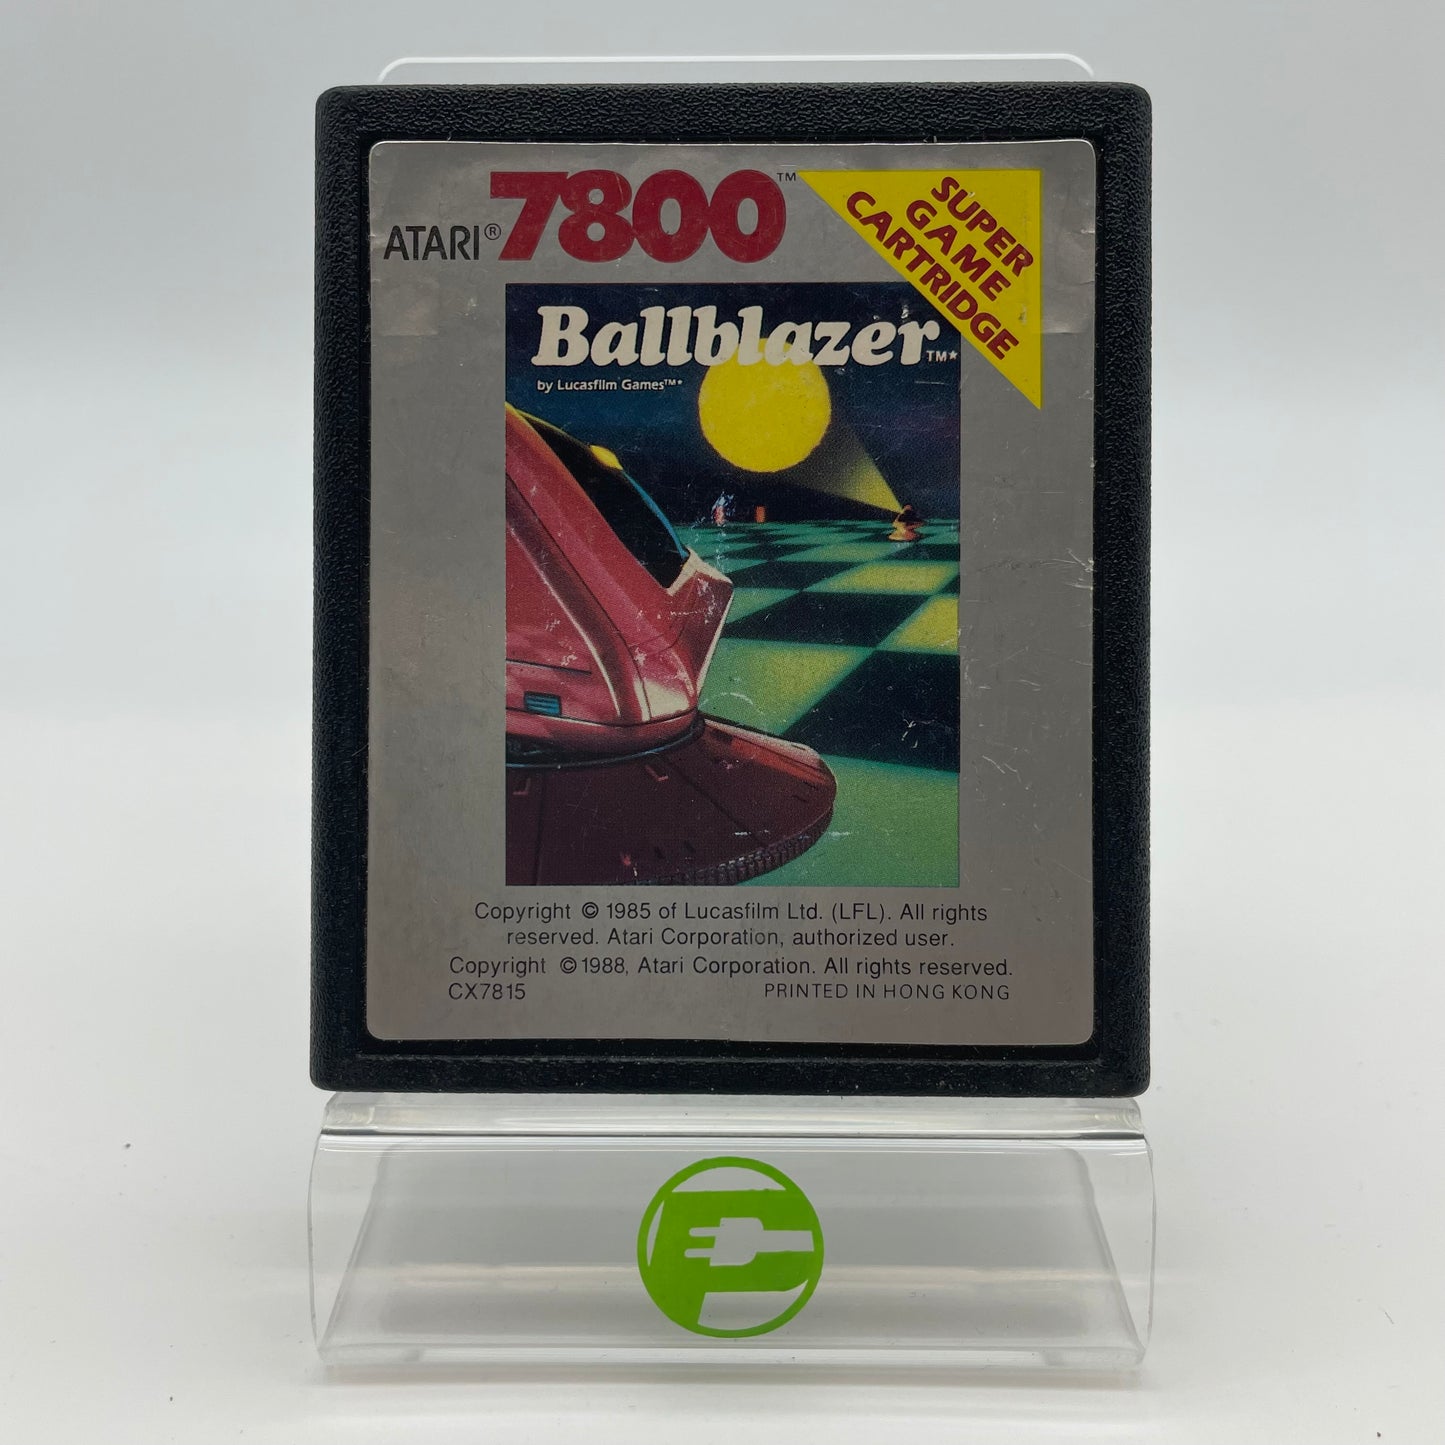 ATARI® 7800™
SUPER
GAME
CARTRIDGE
Ballblazer™*
by Lucasfilm Games™*
Copyright © 1985 of Lucasfilm Ltd. (LFL). All rights
reserved. Atari Corporation, authorized user.
Copyright © 1988, Atari Corporation. All rights reserved.
CX7815 PRINTED IN HONG KONG